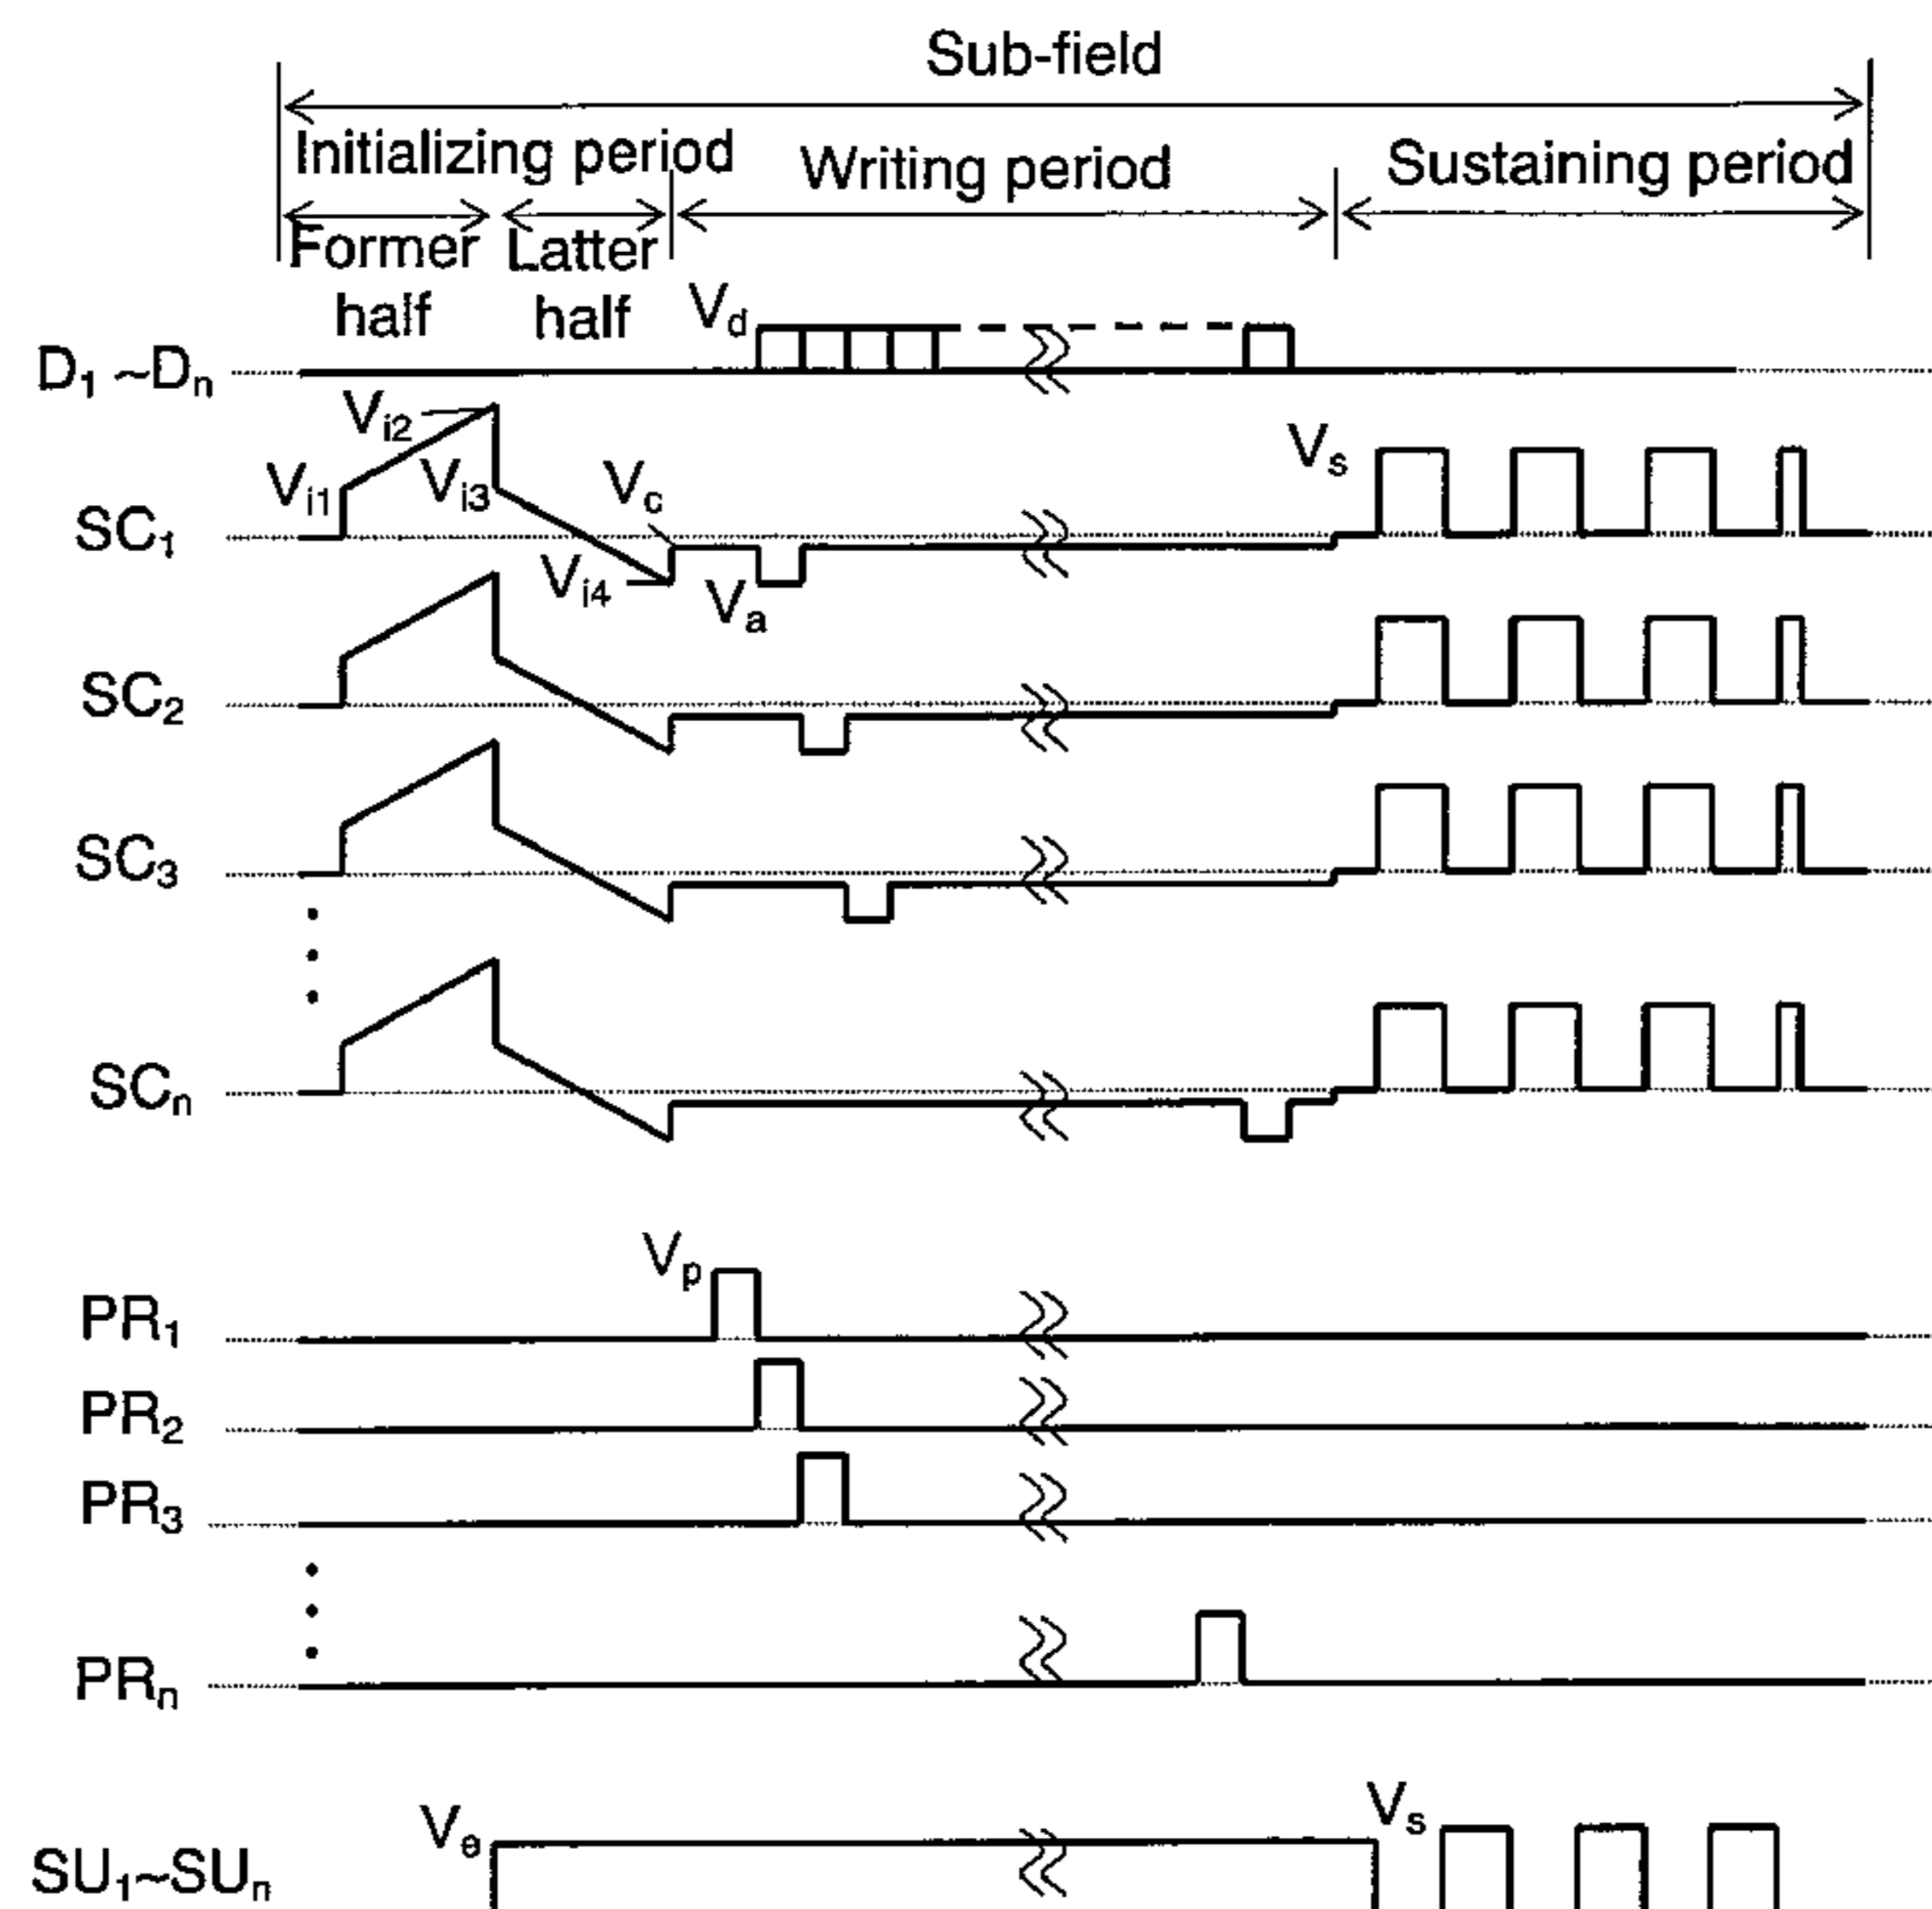 Sub-field
Initializing period
Writing period
Sustaining period
Former half
Latter half
Vd
D1 ~Dn
Vi2
Vi1
Vi3
Vc
Vs
SC1
Vi4
Va
SC2
SC3
SCn
Vp
PR1
PR2
PR3
PRn
Ve
Vs
SU1~SUn